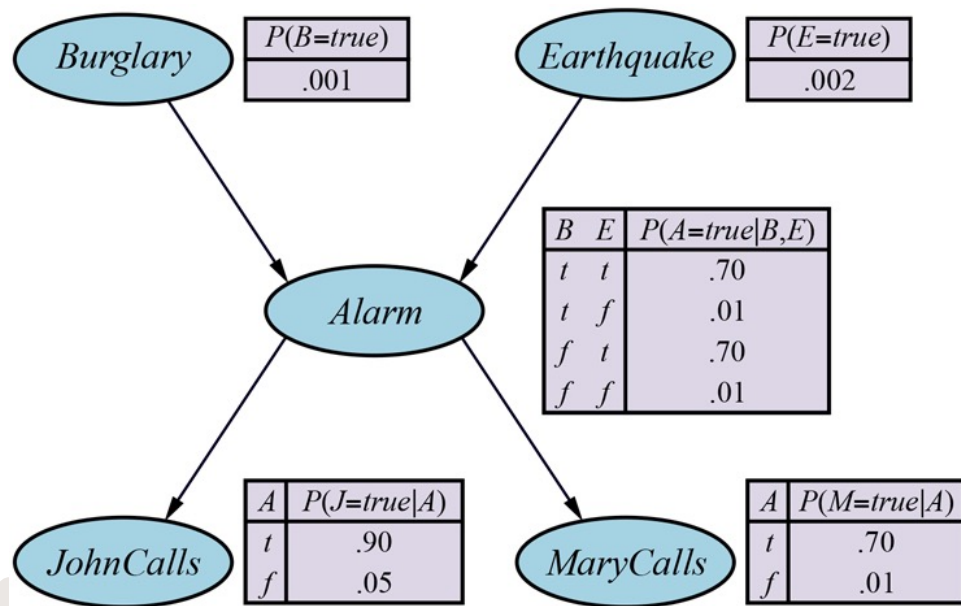 Burglary
P(B=true)
.001
Earthquake
P(E=true)
.002
B E P(A=true|B,E)
t t .70
t f .01
f t .70
f f .01
Alarm
JohnCalls
A P(J=true|A)
t .90
f .05
MaryCalls
A P(M=true|A)
t .70
f .01